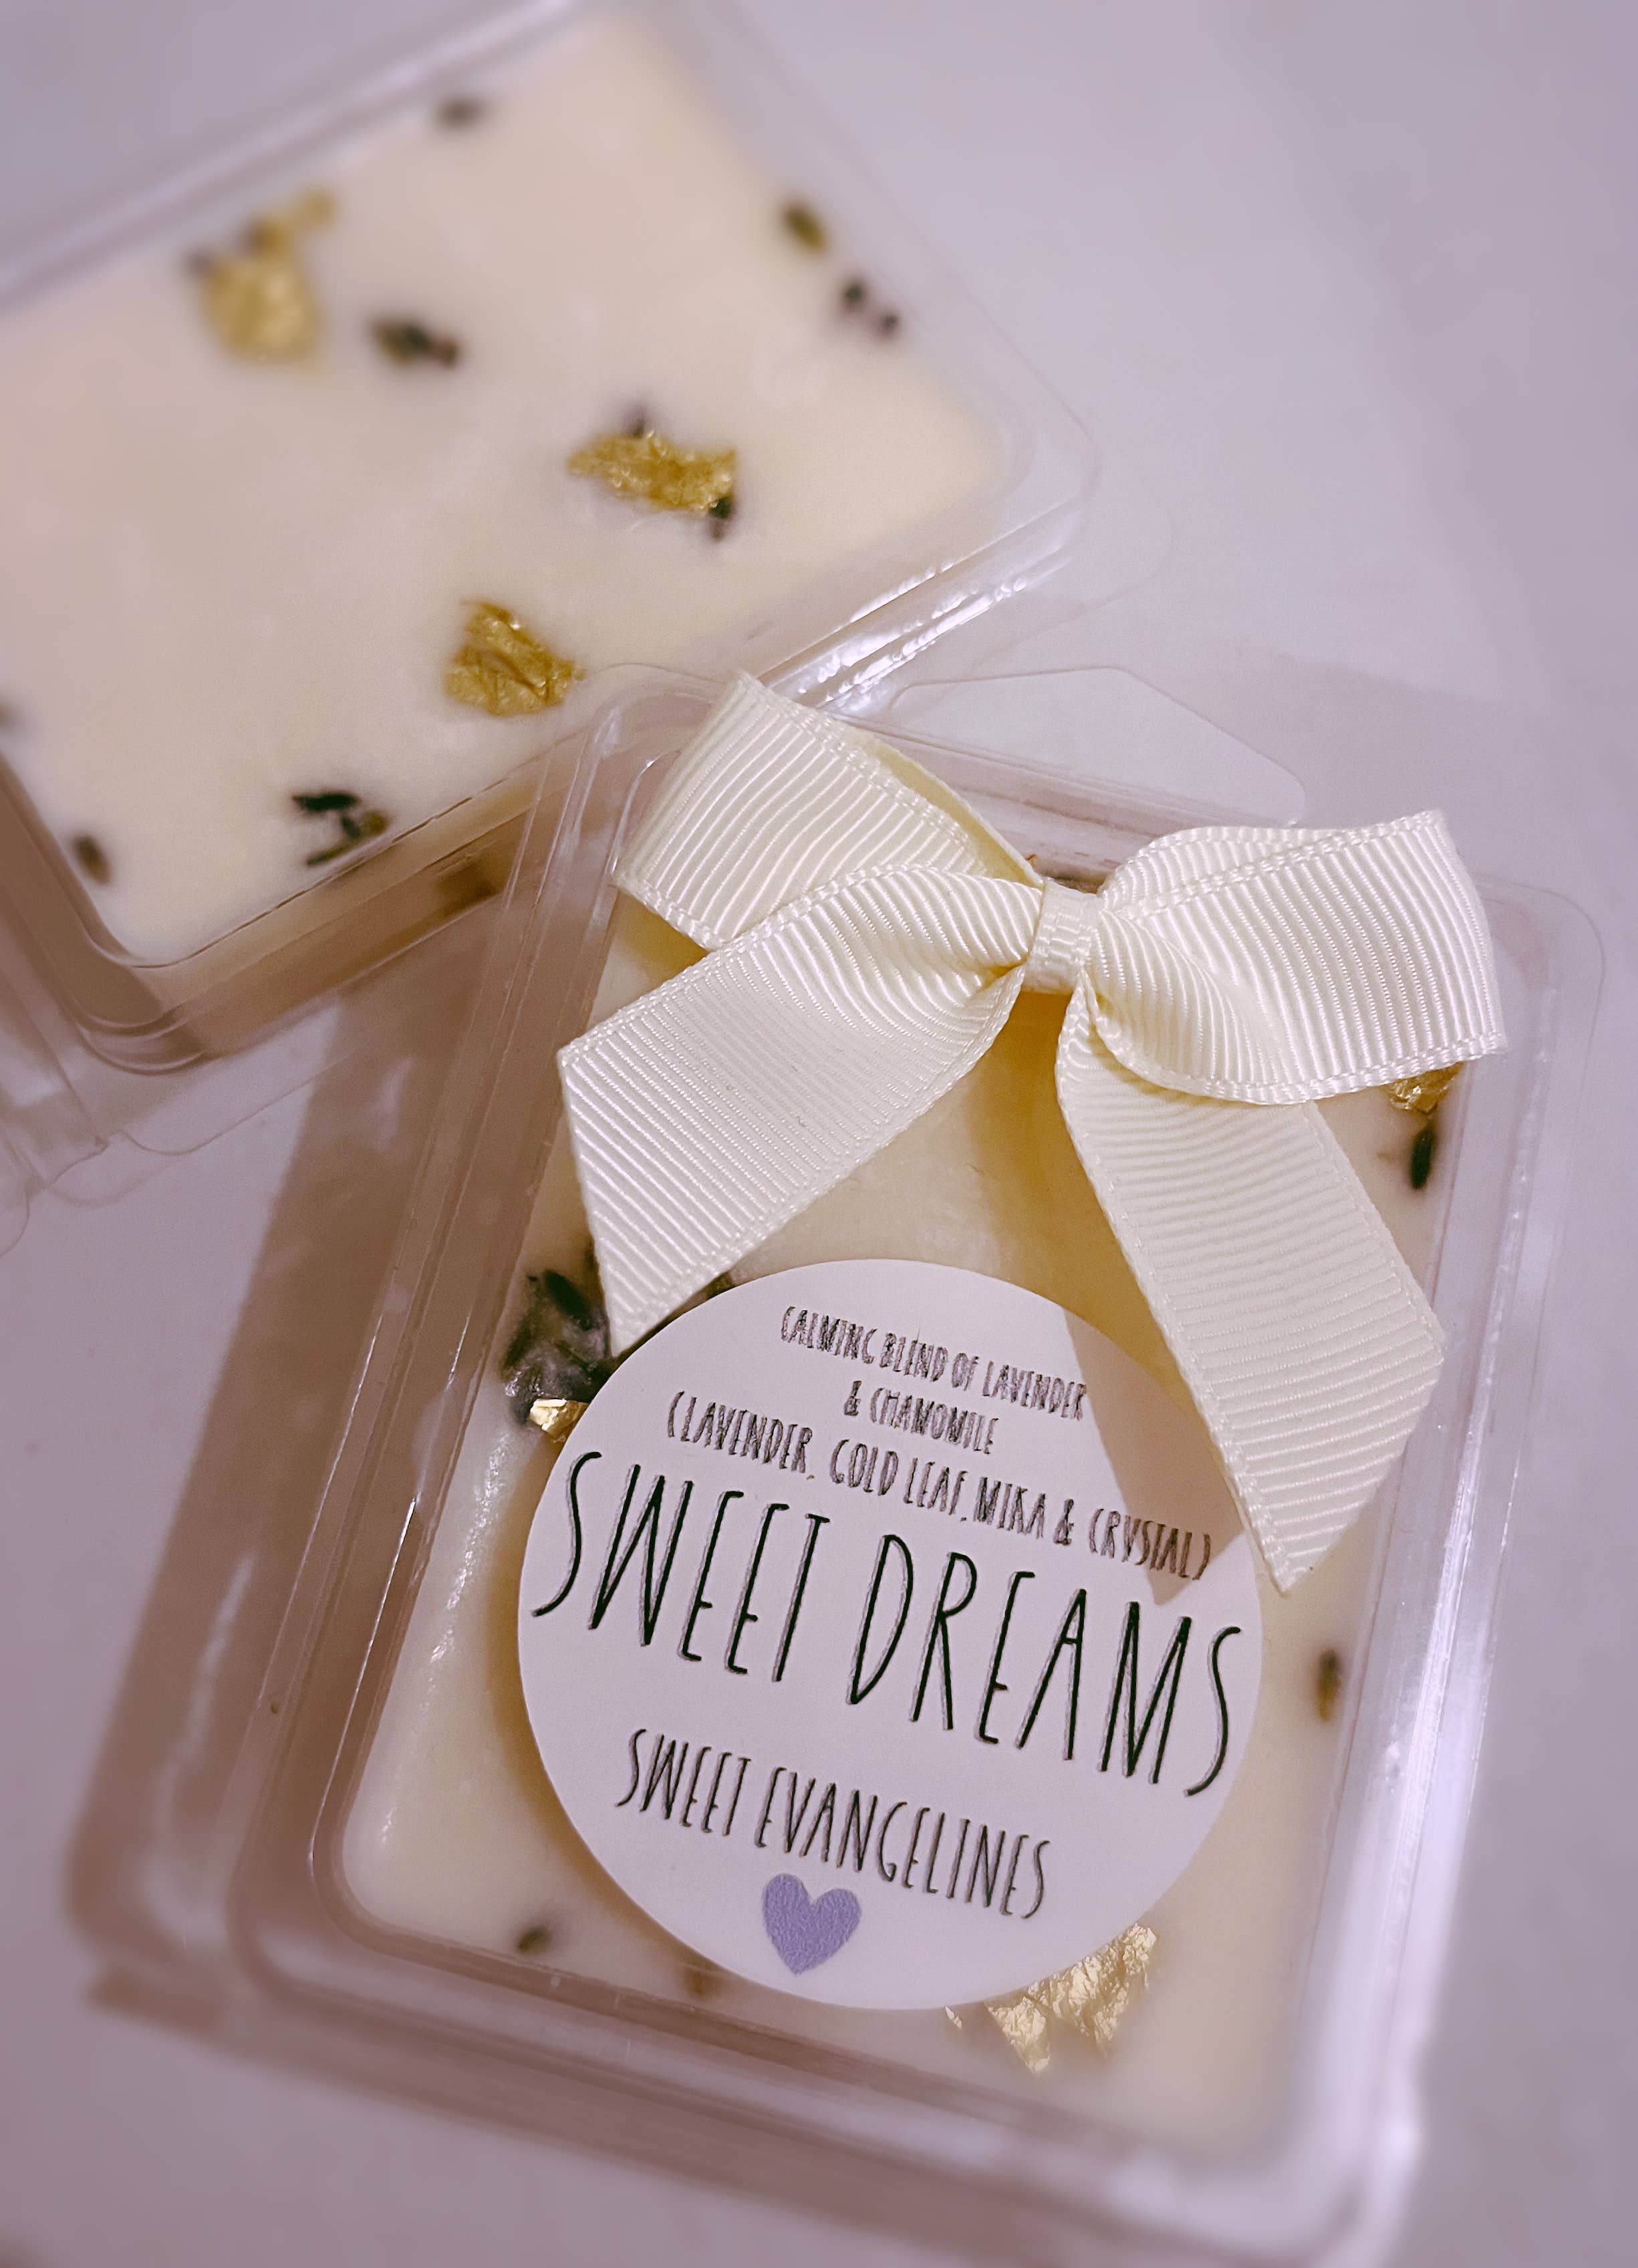 CALMING BLEND OF LAVENDER
& CHAMOMILE
(LAVENDER, GOLD LEAF, MIKA & CRYSTAL)
SWEET DREAMS
SWEET EVANGELINES